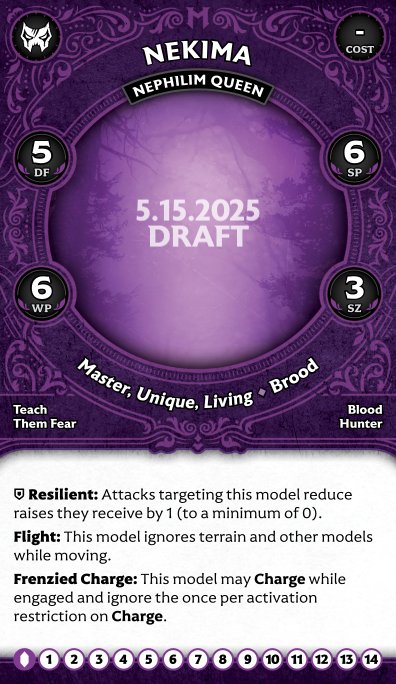 NEKIMA
-
COST
NEPHILIM QUEEN
5
DF
6
SP
5.15.2025
DRAFT
6
WP
3
SZ
Master, Unique, Living ♦ Brood
Teach
Them Fear
Blood
Hunter
Resilient: Attacks targeting this model reduce
raises they receive by 1 (to a minimum of 0).
Flight: This model ignores terrain and other models
while moving.
Frenzied Charge: This model may Charge while
engaged and ignore the once per activation
restriction on Charge.
1 2 3 4 5 6 7 8 9 10 11 12 13 14